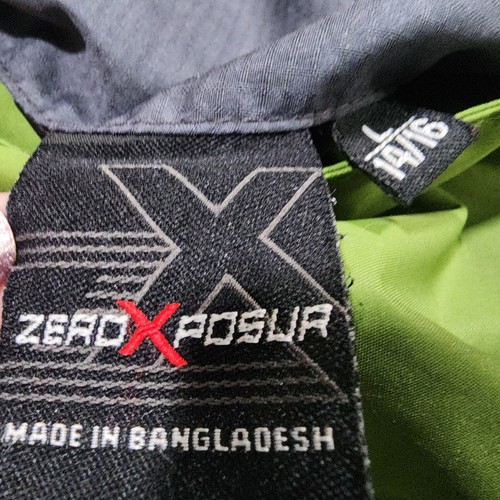 L
14/16
ZEROXPOSUR
MADE IN BANGLADESH